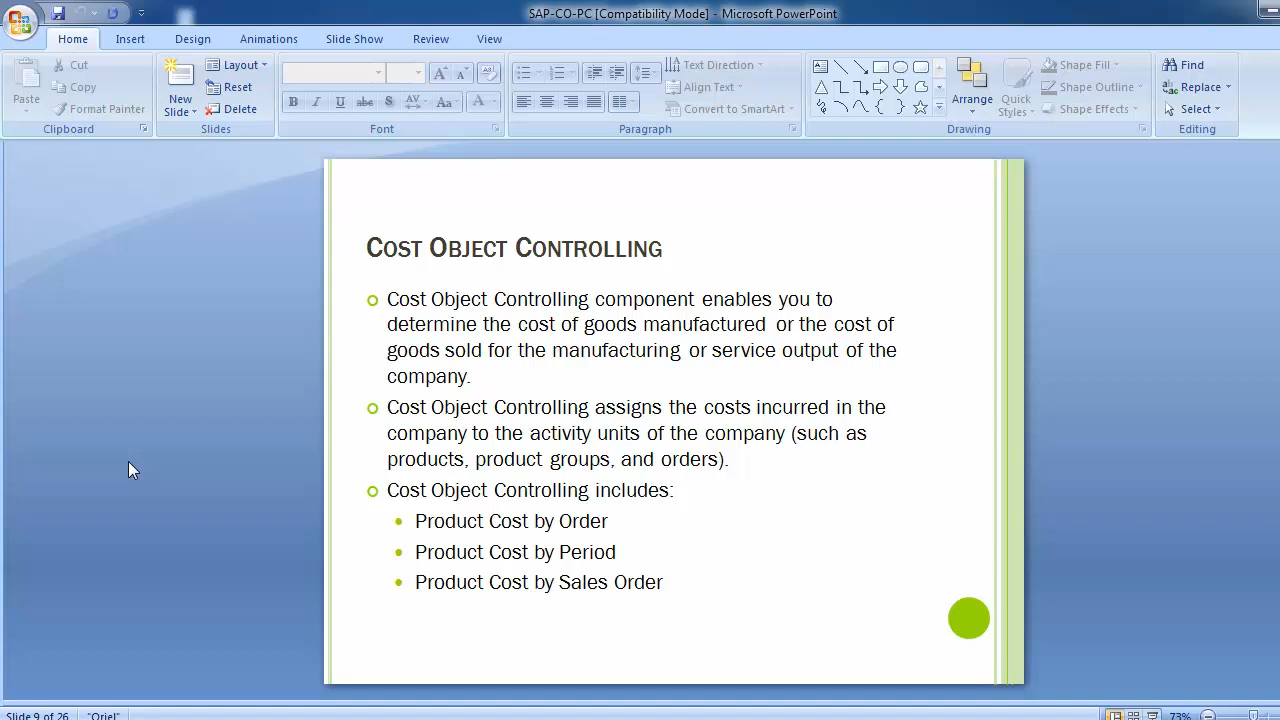 SAP-CO-PC [Compatibility Mode] - Microsoft PowerPoint
Home Insert Design Animations Slide Show Review View
Paste
Cut
Copy
Format Painter
Clipboard
New Slide
Layout
Reset
Delete
Slides
B I U abc S AV Aa A
Font
Text Direction
Align Text
Convert to SmartArt
Paragraph
Arrange
Quick Styles
Shape Fill
Shape Outline
Shape Effects
Drawing
Find
Replace
Select
Editing
COST OBJECT CONTROLLING
Cost Object Controlling component enables you to
determine the cost of goods manufactured or the cost of
goods sold for the manufacturing or service output of the
company.
Cost Object Controlling assigns the costs incurred in the
company to the activity units of the company (such as
products, product groups, and orders).
Cost Object Controlling includes:
Product Cost by Order
Product Cost by Period
Product Cost by Sales Order
Slide 9 of 26 "Oriel" 73%